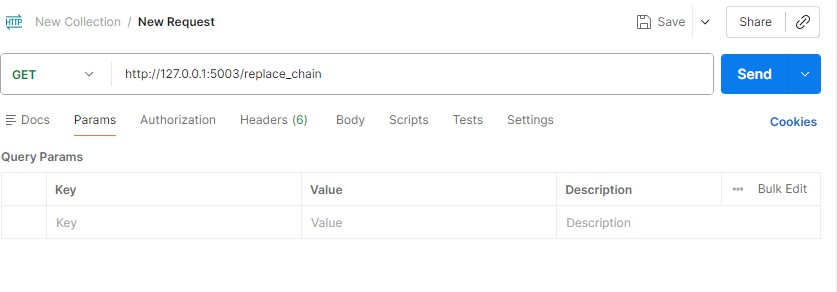 HTTP New Collection / New Request Save Share
GET http://127.0.0.1:5003/replace_chain Send
Docs Params Authorization Headers (6) Body Scripts Tests Settings Cookies
Query Params
Key Value Description Bulk Edit
Key Value Description